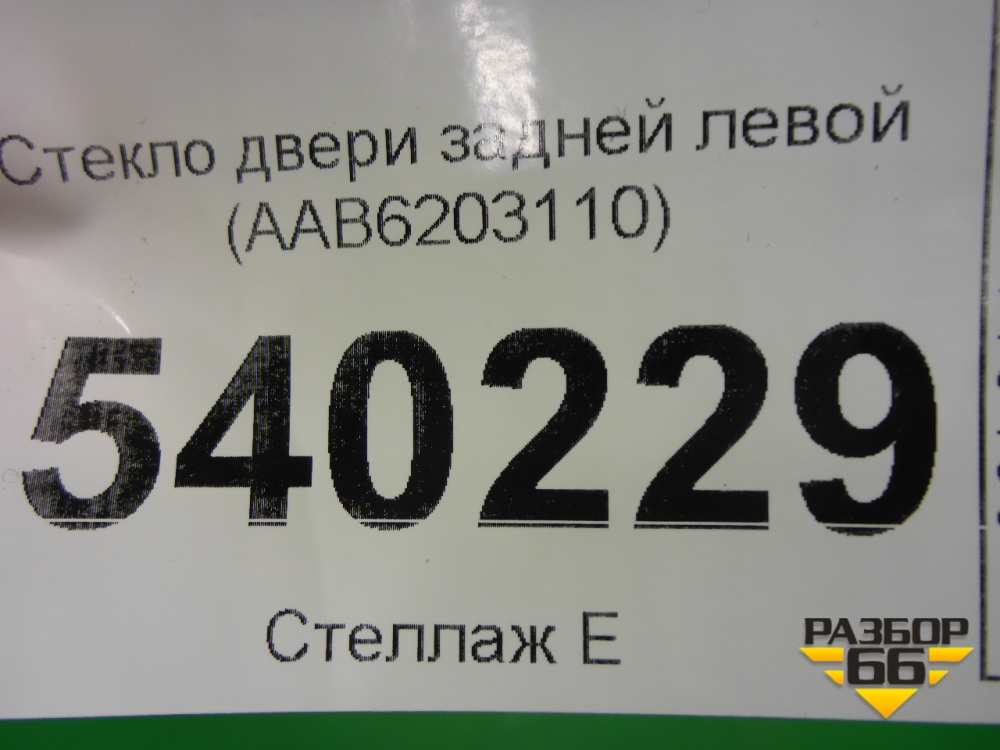 Стекло двери задней левой
(AAB6203110)
540229
Стеллаж Е
РАЗБОР
66